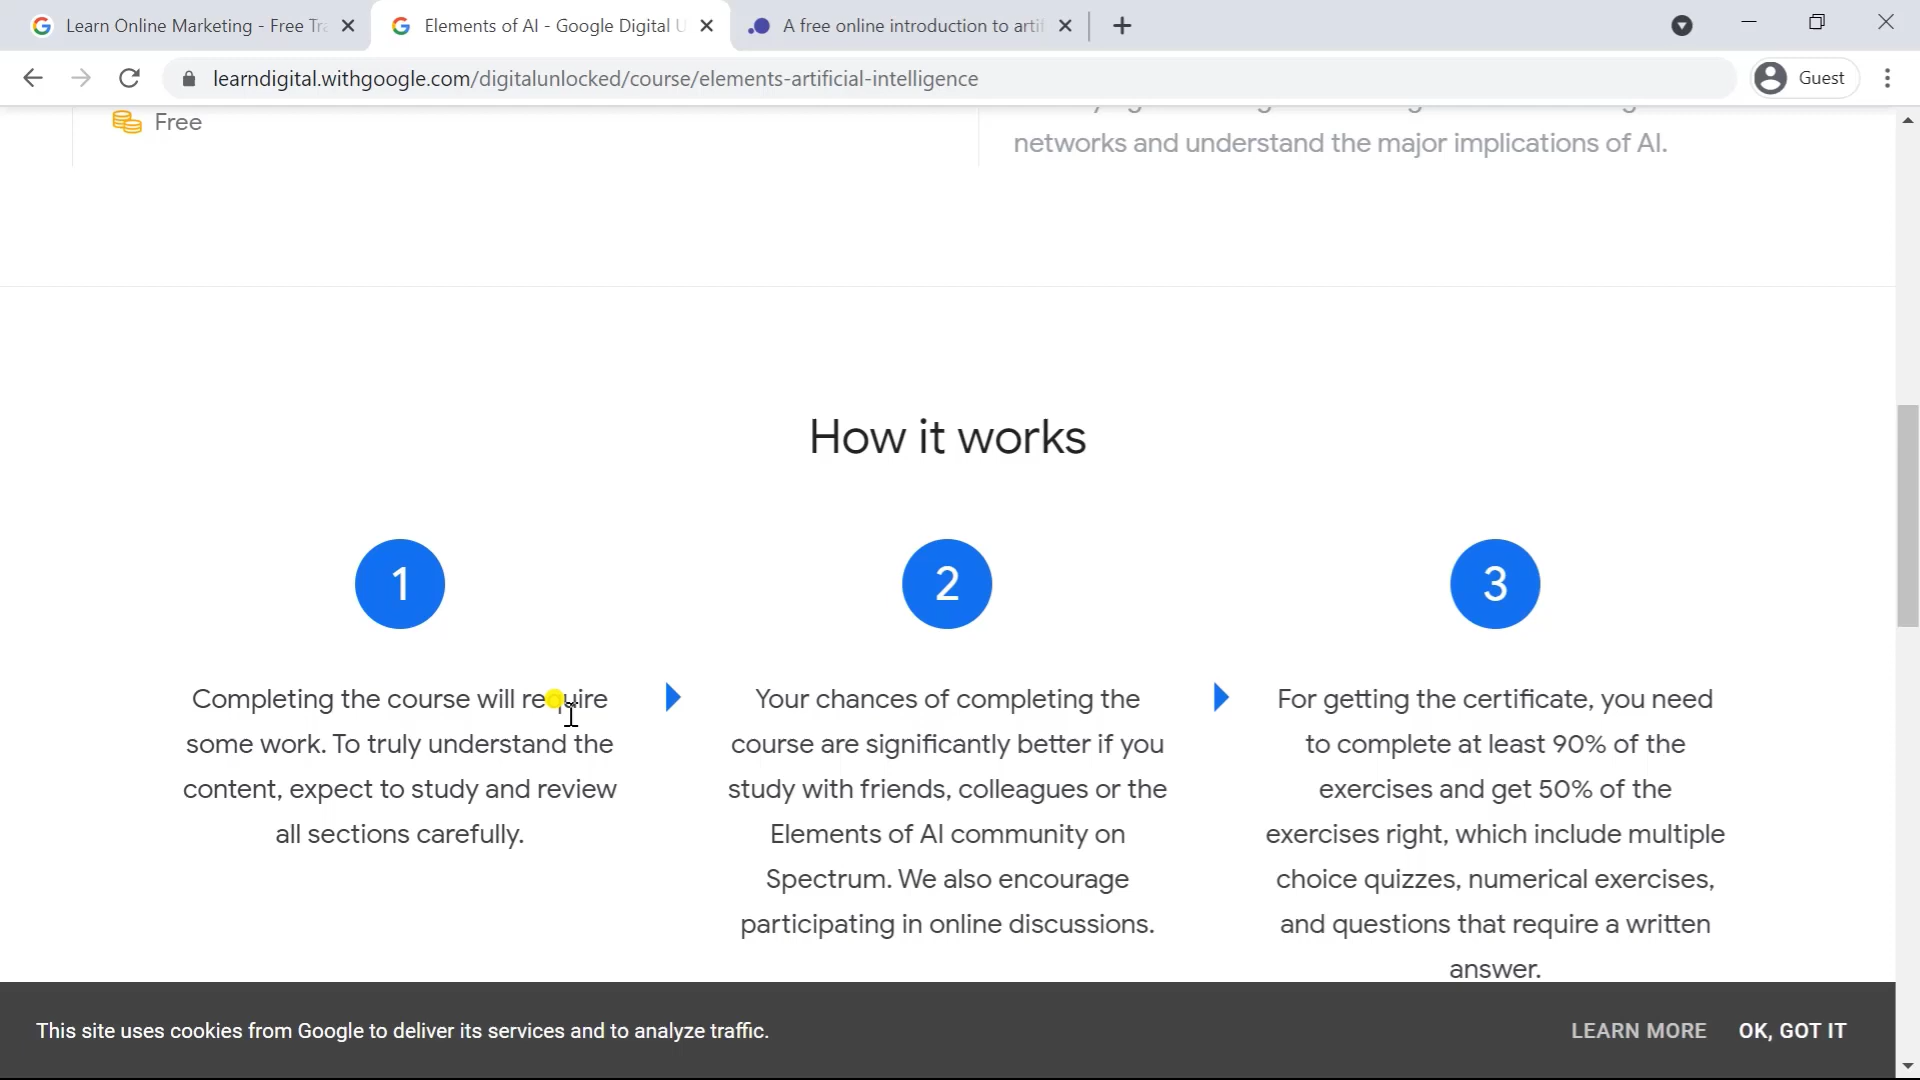 Learn Online Marketing - Free Tra
Elements of AI - Google Digital U
A free online introduction to artif
learndigital.withgoogle.com/digitalunlocked/course/elements-artificial-intelligence
Guest
Free
networks and understand the major implications of AI.
How it works
1
2
3
Completing the course will require
some work. To truly understand the
content, expect to study and review
all sections carefully.
Your chances of completing the
course are significantly better if you
study with friends, colleagues or the
Elements of AI community on
Spectrum. We also encourage
participating in online discussions.
For getting the certificate, you need
to complete at least 90% of the
exercises and get 50% of the
exercises right, which include multiple
choice quizzes, numerical exercises,
and questions that require a written
answer.
This site uses cookies from Google to deliver its services and to analyze traffic.
LEARN MORE
OK, GOT IT